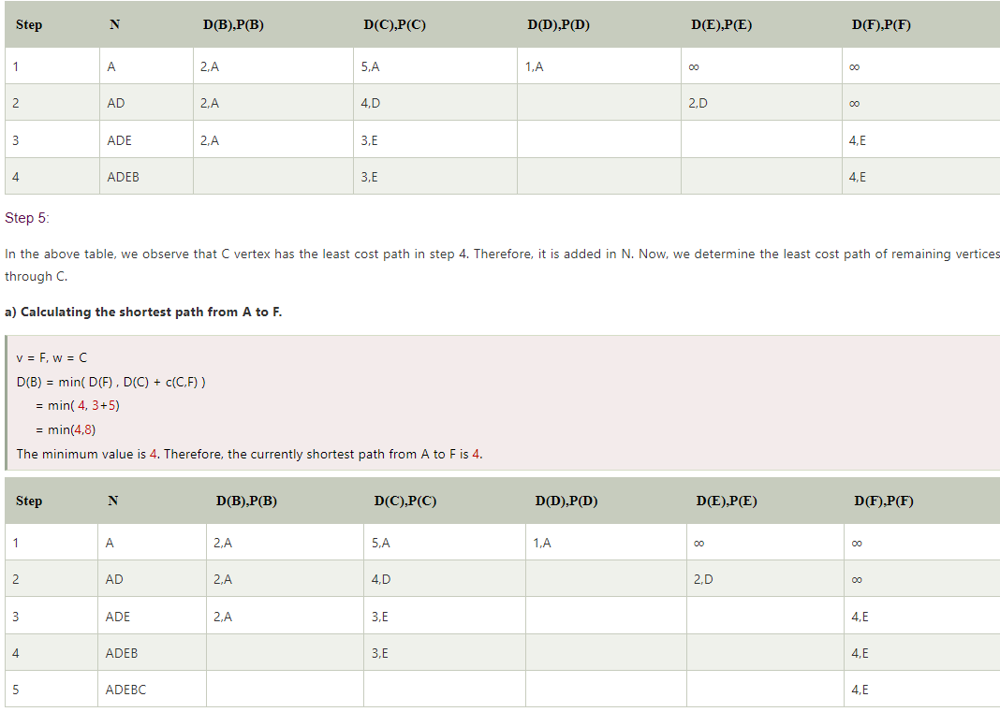 Step N D(B),P(B) D(C),P(C) D(D),P(D) D(E),P(E) D(F),P(F)
1 A 2,A 5,A 1,A ∞ ∞
2 AD 2,A 4,D 2,D ∞
3 ADE 2,A 3,E 4,E
4 ADEB 3,E 4,E
Step 5:
In the above table, we observe that C vertex has the least cost path in step 4. Therefore, it is added in N. Now, we determine the least cost path of remaining vertices
through C.
a) Calculating the shortest path from A to F.
v = F, w = C
D(B) = min( D(F) , D(C) + c(C,F) )
= min( 4, 3+5)
= min(4,8)
The minimum value is 4. Therefore, the currently shortest path from A to F is 4.
Step N D(B),P(B) D(C),P(C) D(D),P(D) D(E),P(E) D(F),P(F)
1 A 2,A 5,A 1,A ∞ ∞
2 AD 2,A 4,D 2,D ∞
3 ADE 2,A 3,E 4,E
4 ADEB 3,E 4,E
5 ADEBC 4,E